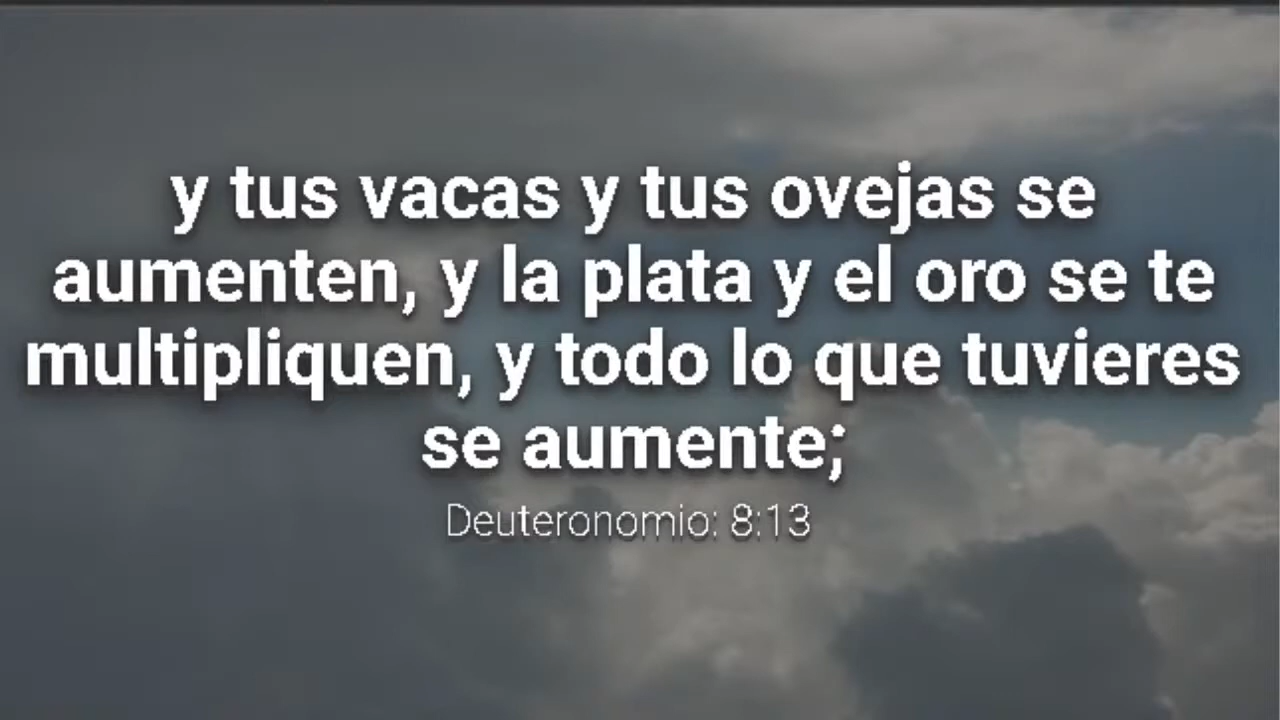 y tus vacas y tus ovejas se
aumenten, y la plata y el oro se te
multipliquen, y todo lo que tuvieres
se aumente;
Deuteronomio: 8:13